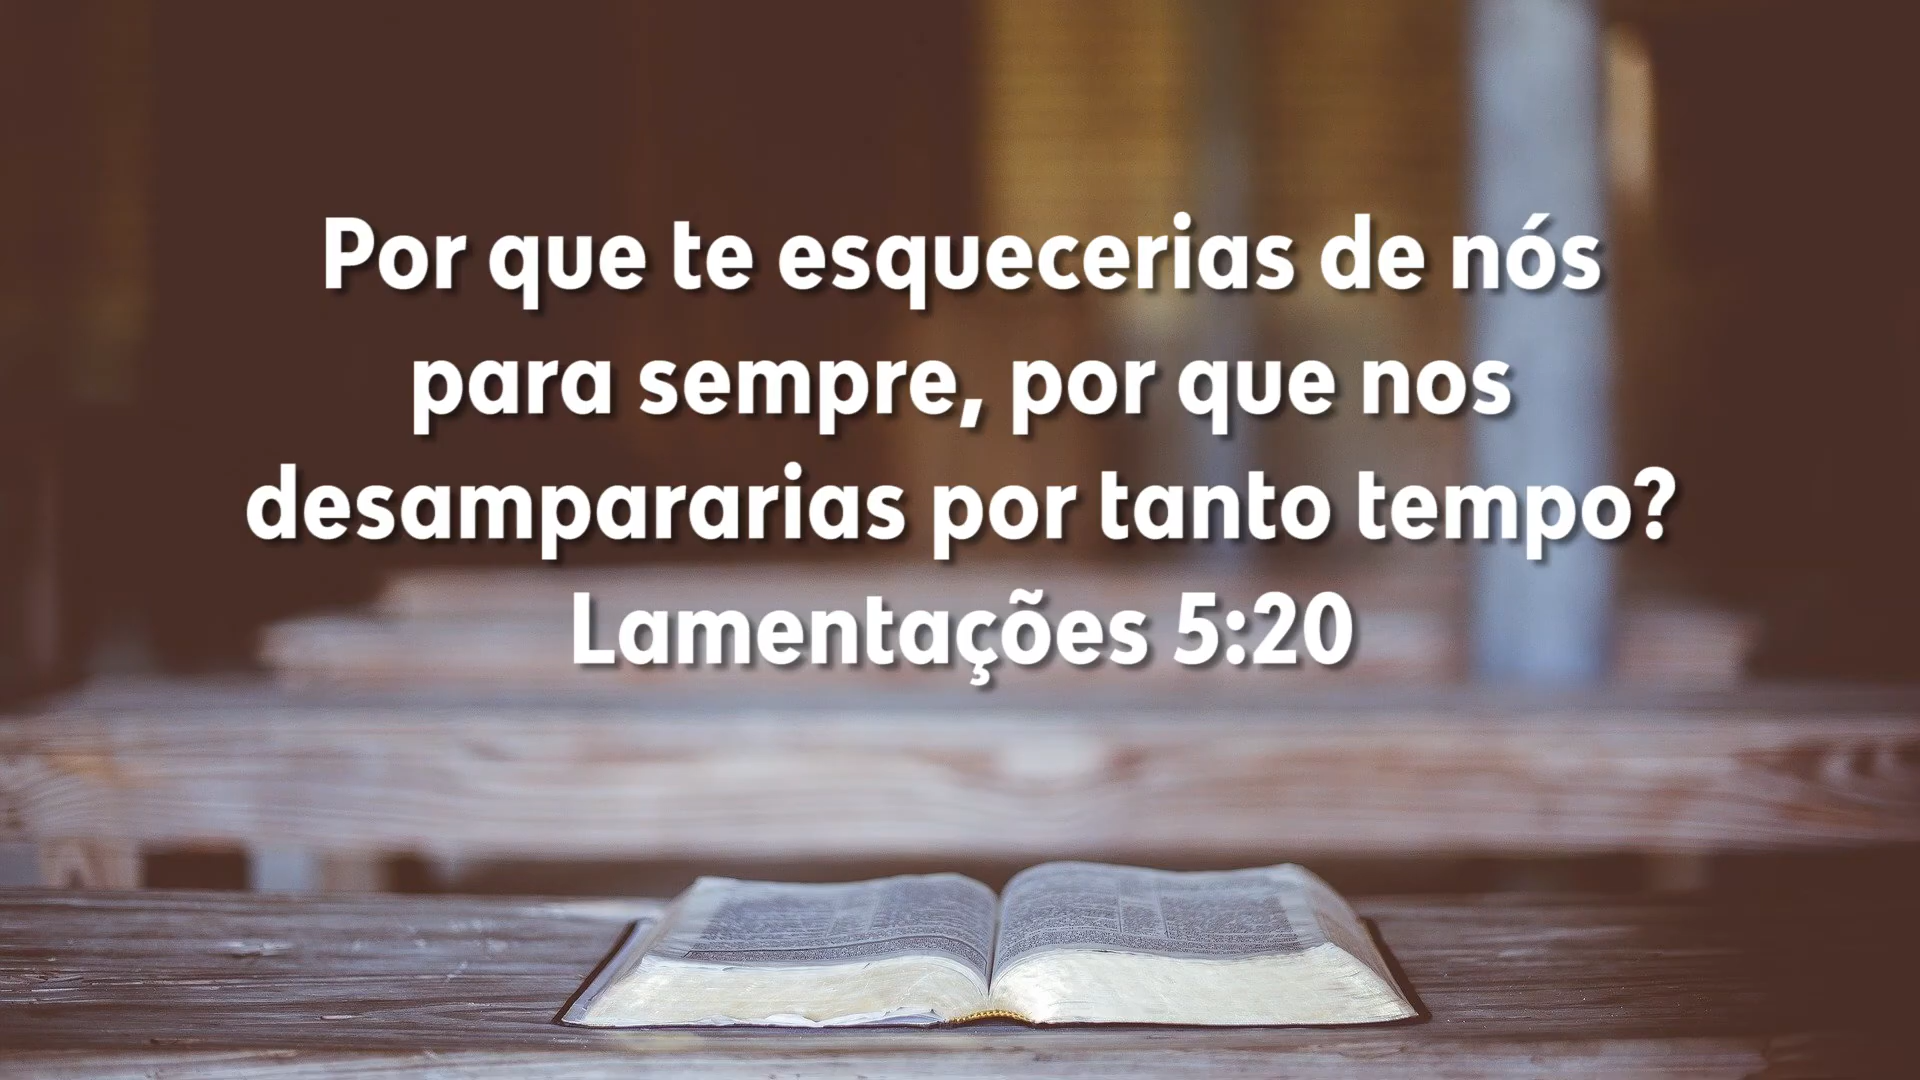 Por que te esquecerias de nós
para sempre, por que nos
desampararias por tanto tempo?
Lamentações 5:20